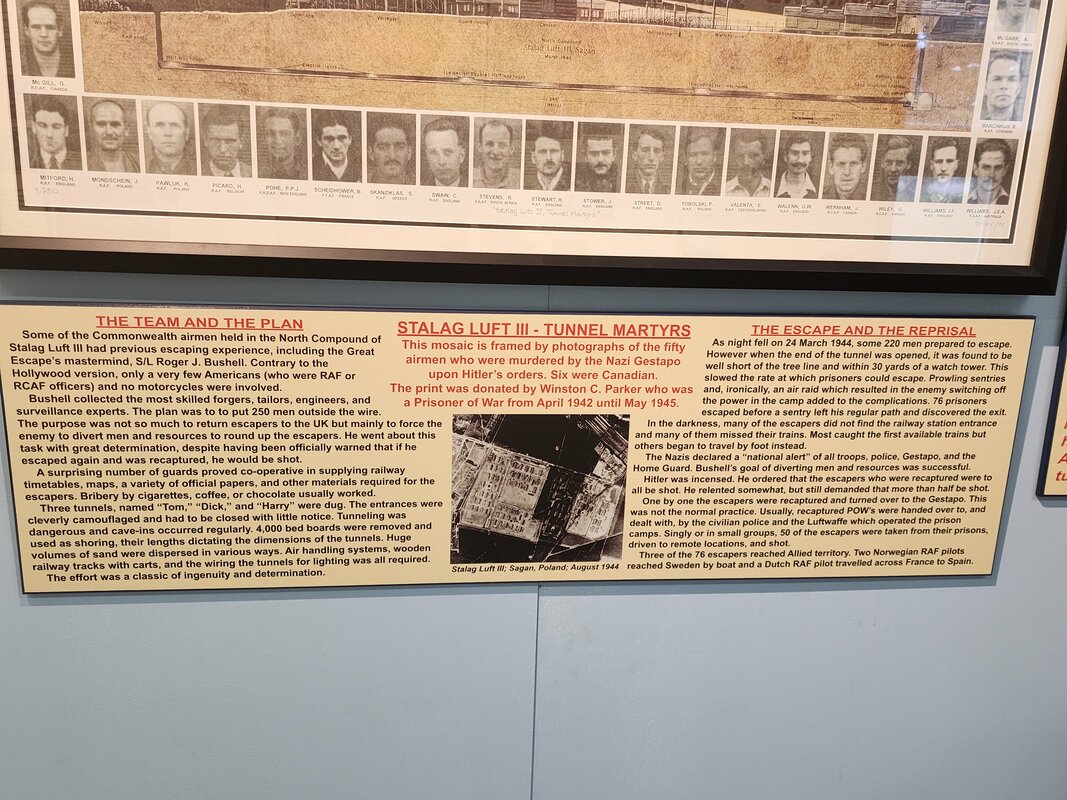 North Compound
Stalag Luft III, Sagan
March 1944
Electric lights
Mc GILL, G.
R.C.A.F. CANADA
Mc GARR, A.
S.A.A.F. SOUTH AFRICA
MARCINKUS, R.
R.A.F. LITHUANIA
MITFORD, H.
R.A.F. ENGLAND
MONDSCHEIN, J.
R.A.F. POLAND
PAWLUK, K.
R.A.F. POLAND
PICARD, H.
R.A.F. BELGIUM
POHE, P.P.J.
R.N.Z.A.F. NEW ZEALAND
SCHEIDHOWER, B.
F.F.A.F. FRANCE
SKANZIKLAS, S.
R.A.F. GREECE
SWAIN, C.
R.A.F. ENGLAND
STEVENS, R.
S.A.A.F. SOUTH AFRICA
STEWART, R.
R.A.F. ENGLAND
STOWER, J.
R.A.F. ENGLAND
STREET, D.
R.A.F. ENGLAND
TOBOLSKI, P.
R.A.F. POLAND
VALENTA, E.
R.A.F. CZECHOSLOVAKIA
WALENN, G.W.
R.A.F. ENGLAND
WERNHAM, J.
R.C.A.F. CANADA
WILEY, G.
R.C.A.F. CANADA
WILLIAMS, J.F.
R.A.F. ENGLAND
WILLIAMS, J.E.A.
R.A.A.F. AUSTRALIA
"Stalag Luft III, Tunnel Martyrs"
THE TEAM AND THE PLAN
Some of the Commonwealth airmen held in the North Compound of
Stalag Luft III had previous escaping experience, including the Great
Escape's mastermind, S/L Roger J. Bushell. Contrary to the
Hollywood version, only a very few Americans (who were RAF or
RCAF officers) and no motorcycles were involved.
Bushell collected the most skilled forgers, tailors, engineers, and
surveillance experts. The plan was to to put 250 men outside the wire.
The purpose was not so much to return escapers to the UK but mainly to force the
enemy to divert men and resources to round up the escapers. He went about this
task with great determination, despite having been officially warned that if he
escaped again and was recaptured, he would be shot.
A surprising number of guards proved co-operative in supplying railway
timetables, maps, a variety of official papers, and other materials required for the
escapers. Bribery by cigarettes, coffee, or chocolate usually worked.
Three tunnels, named "Tom," "Dick," and "Harry" were dug. The entrances were
cleverly camouflaged and had to be closed with little notice. Tunneling was
dangerous and cave-ins occurred regularly. 4,000 bed boards were removed and
used as shoring, their lengths dictating the dimensions of the tunnels. Huge
volumes of sand were dispersed in various ways. Air handling systems, wooden
railway tracks with carts, and the wiring the tunnels for lighting was all required.
The effort was a classic of ingenuity and determination.
STALAG LUFT III - TUNNEL MARTYRS
This mosaic is framed by photographs of the fifty
airmen who were murdered by the Nazi Gestapo
upon Hitler's orders. Six were Canadian.
The print was donated by Winston C. Parker who was
a Prisoner of War from April 1942 until May 1945.
Stalag Luft III; Sagan, Poland; August 1944
THE ESCAPE AND THE REPRISAL
As night fell on 24 March 1944, some 220 men prepared to escape.
However when the end of the tunnel was opened, it was found to be
well short of the tree line and within 30 yards of a watch tower. This
slowed the rate at which prisoners could escape. Prowling sentries
and, ironically, an air raid which resulted in the enemy switching off
the power in the camp added to the complications. 76 prisoners
escaped before a sentry left his regular path and discovered the exit.
In the darkness, many of the escapers did not find the railway station entrance
and many of them missed their trains. Most caught the first available trains but
others began to travel by foot instead.
The Nazis declared a "national alert" of all troops, police, Gestapo, and the
Home Guard. Bushell's goal of diverting men and resources was successful.
Hitler was incensed. He ordered that the escapers who were recaptured were to
all be shot. He relented somewhat, but still demanded that more than half be shot.
One by one the escapers were recaptured and turned over to the Gestapo. This
was not the normal practice. Usually, recaptured POW's were handed over to, and
dealt with, by the civilian police and the Luftwaffe which operated the prison
camps. Singly or in small groups, 50 of the escapers were taken from their prisons,
driven to remote locations, and shot.
Three of the 76 escapers reached Allied territory. Two Norwegian RAF pilots
reached Sweden by boat and a Dutch RAF pilot travelled across France to Spain.